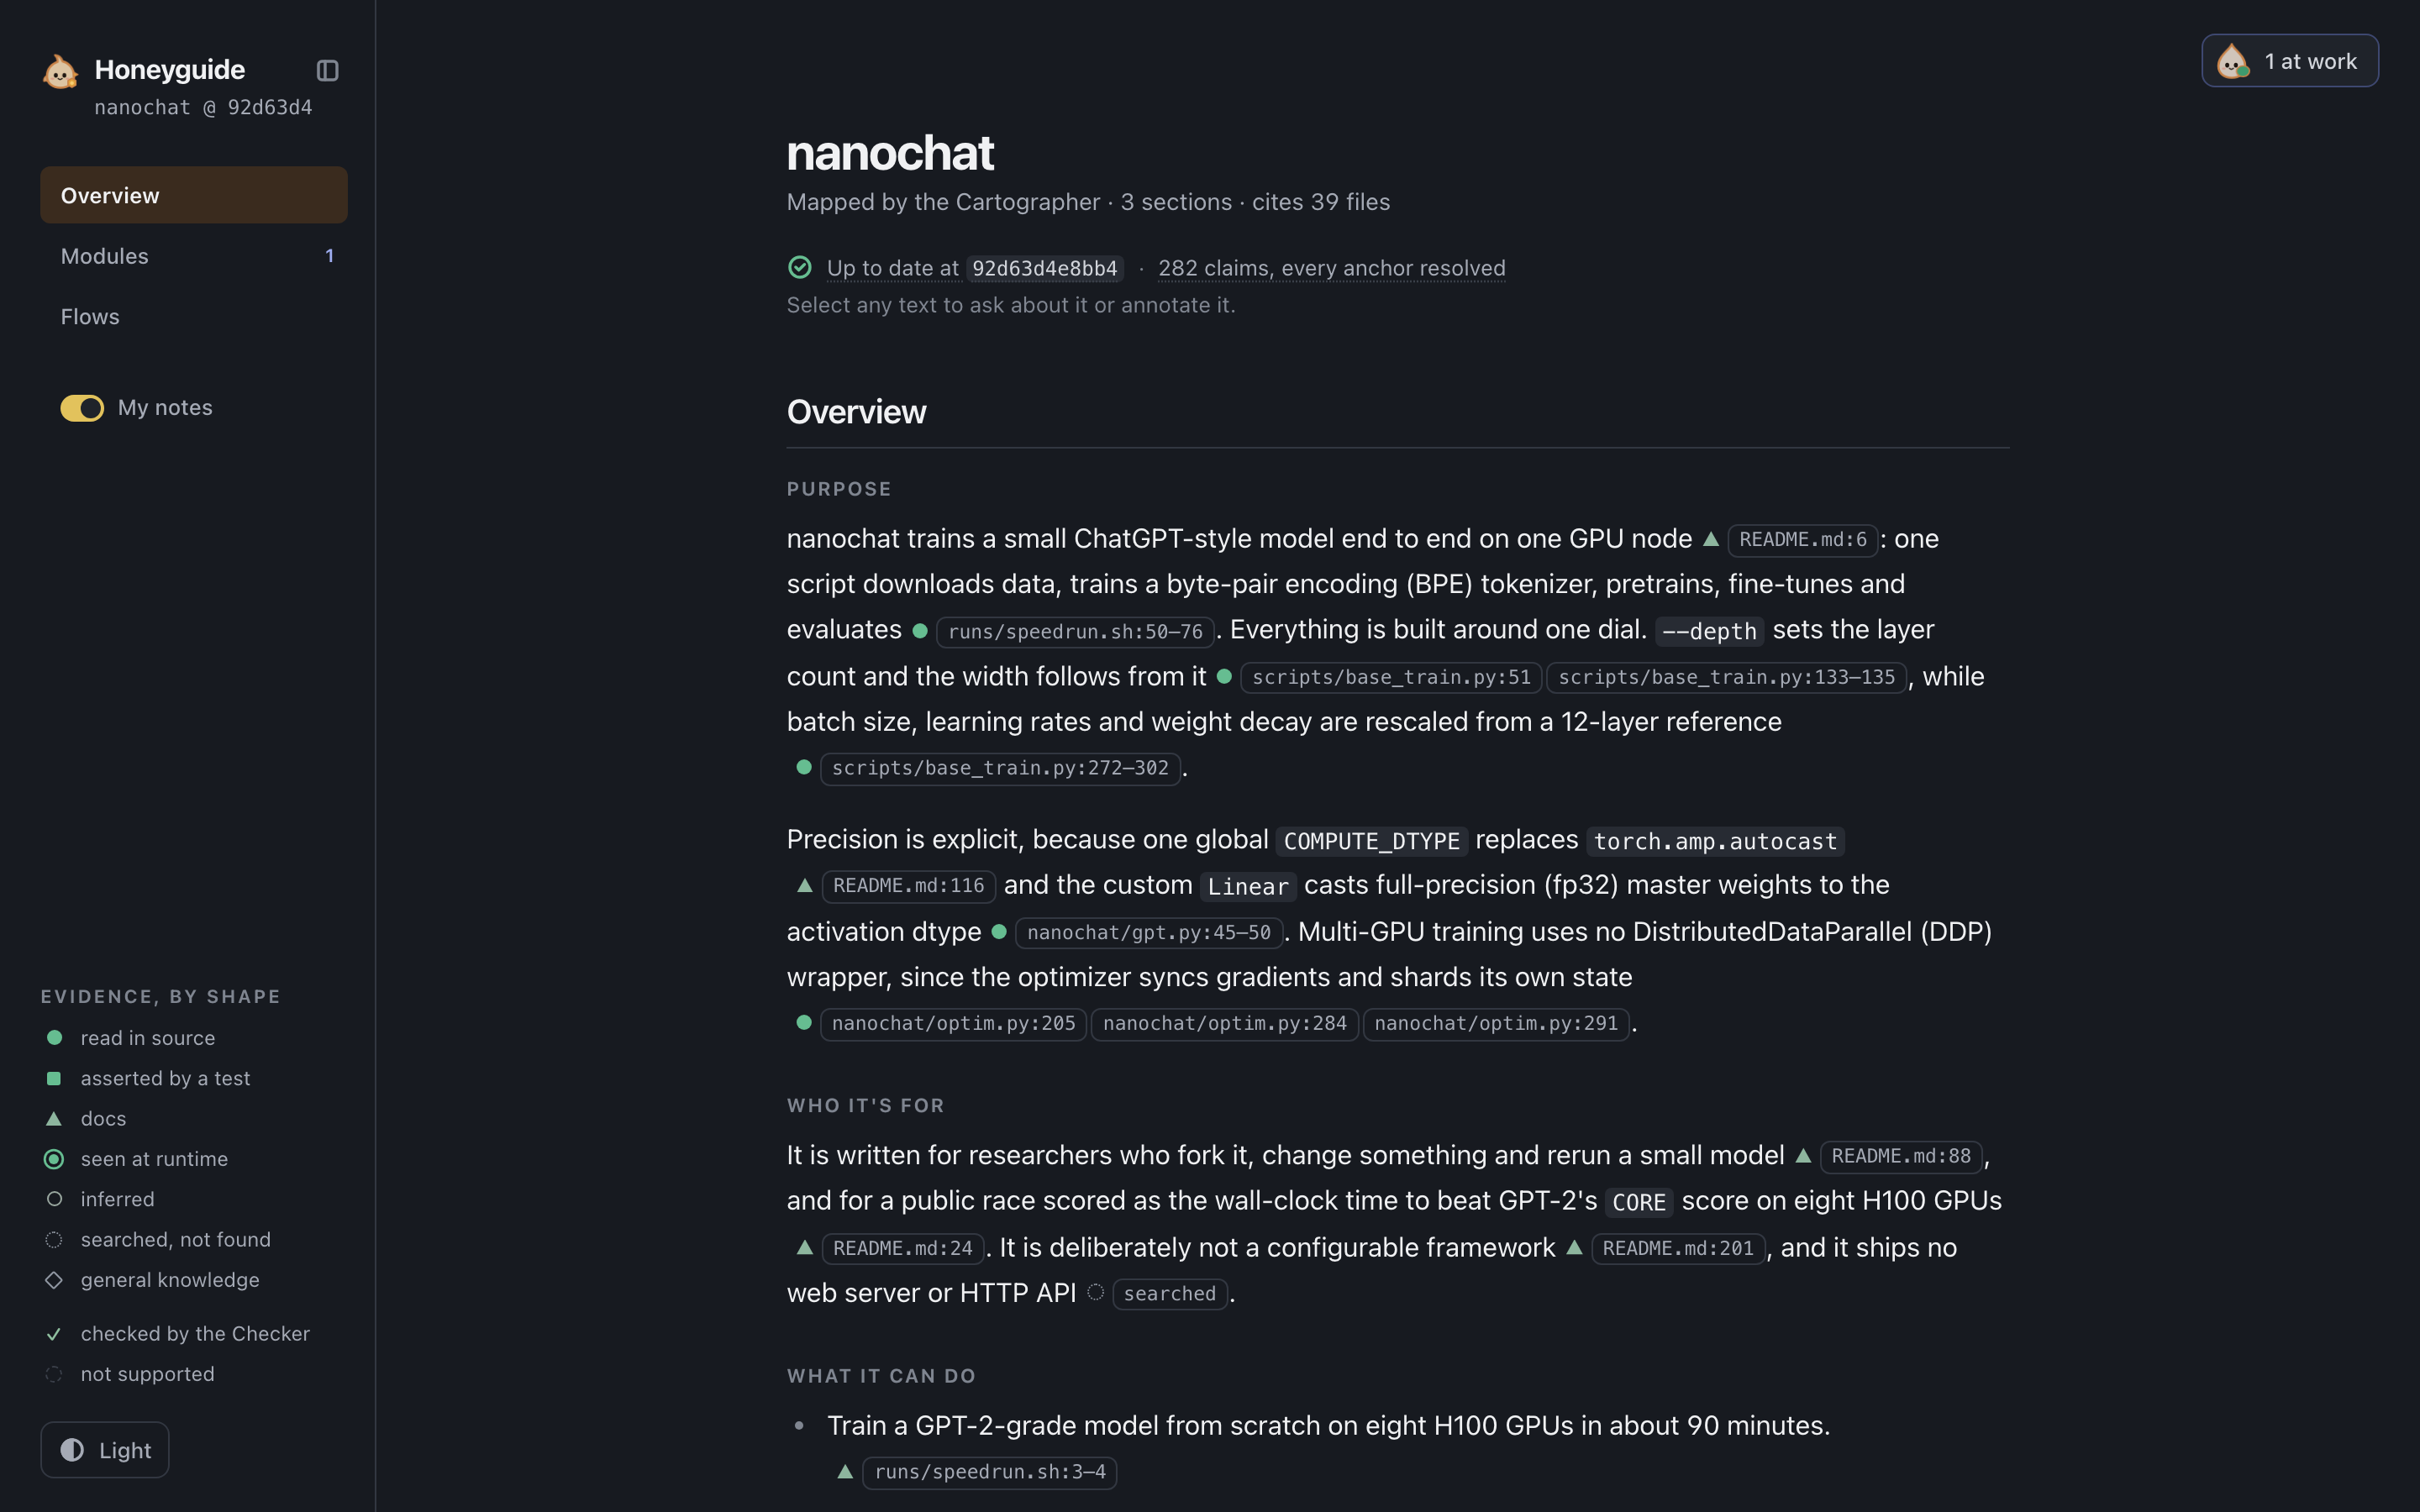 Honeyguide
nanochat @ 92d63d4
Overview
Modules 1
Flows
My notes
EVIDENCE, BY SHAPE
read in source
asserted by a test
docs
seen at runtime
inferred
searched, not found
general knowledge
checked by the Checker
not supported
Light
1 at work
nanochat
Mapped by the Cartographer · 3 sections · cites 39 files
Up to date at 92d63d4e8bb4 · 282 claims, every anchor resolved
Select any text to ask about it or annotate it.
Overview
PURPOSE
nanochat trains a small ChatGPT-style model end to end on one GPU node README.md:6 : one
script downloads data, trains a byte-pair encoding (BPE) tokenizer, pretrains, fine-tunes and
evaluates runs/speedrun.sh:50–76 . Everything is built around one dial. --depth sets the layer
count and the width follows from it scripts/base_train.py:51 scripts/base_train.py:133–135 , while
batch size, learning rates and weight decay are rescaled from a 12-layer reference
scripts/base_train.py:272–302 .
Precision is explicit, because one global COMPUTE_DTYPE replaces torch.amp.autocast
README.md:116 and the custom Linear casts full-precision (fp32) master weights to the
activation dtype nanochat/gpt.py:45–50 . Multi-GPU training uses no DistributedDataParallel (DDP)
wrapper, since the optimizer syncs gradients and shards its own state
nanochat/optim.py:205 nanochat/optim.py:284 nanochat/optim.py:291 .
WHO IT'S FOR
It is written for researchers who fork it, change something and rerun a small model README.md:88 ,
and for a public race scored as the wall-clock time to beat GPT-2's CORE score on eight H100 GPUs
README.md:24 . It is deliberately not a configurable framework README.md:201 , and it ships no
web server or HTTP API searched .
WHAT IT CAN DO
• Train a GPT-2-grade model from scratch on eight H100 GPUs in about 90 minutes.
runs/speedrun.sh:3–4